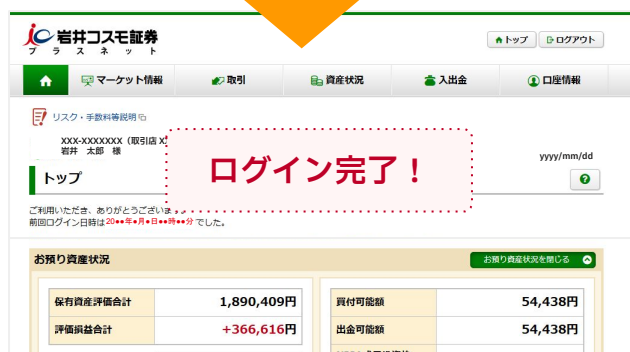 岩井コスモ証券
プラスネット
トップ
ログアウト
マーケット情報
取引
資産状況
入出金
口座情報
リスク・手数料等説明
XXX-XXXXXXX（取引店 X
岩井 太郎 様
yyyy/mm/dd
ログイン完了！
トップ
ご利用いただき、ありがとうござい
前回ログイン日時は20●●年●月●日●●時●●分でした。
お預り資産状況
お預り資産状況を閉じる
保有資産評価合計 1,890,409円
評価損益合計 +366,616円
買付可能額 54,438円
出金可能額 54,438円